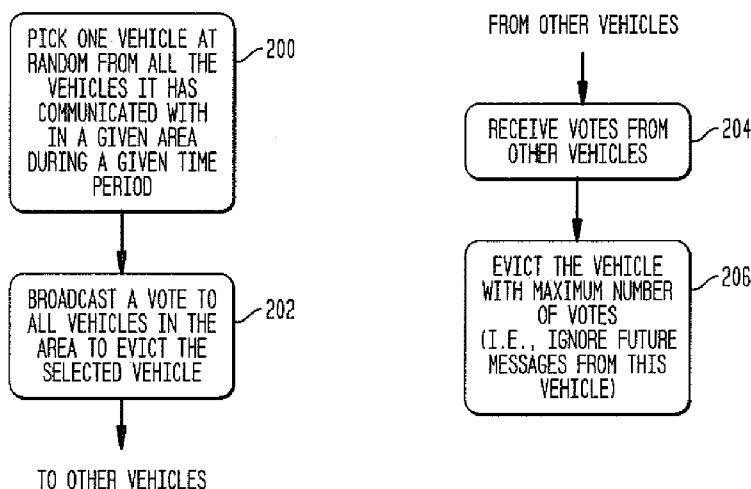 PICK ONE VEHICLE AT
RANDOM FROM ALL THE
VEHICLES IT HAS
COMMUNICATED WITH
IN A GIVEN AREA
DURING A GIVEN TIME
PERIOD
200
BROADCAST A VOTE TO
ALL VEHICLES IN THE
AREA TO EVICT THE
SELECTED VEHICLE
202
TO OTHER VEHICLES
FROM OTHER VEHICLES
RECEIVE VOTES FROM
OTHER VEHICLES
204
EVICT THE VEHICLE
WITH MAXIMUM NUMBER
OF VOTES
(I.E., IGNORE FUTURE
MESSAGES FROM THIS
VEHICLE)
206